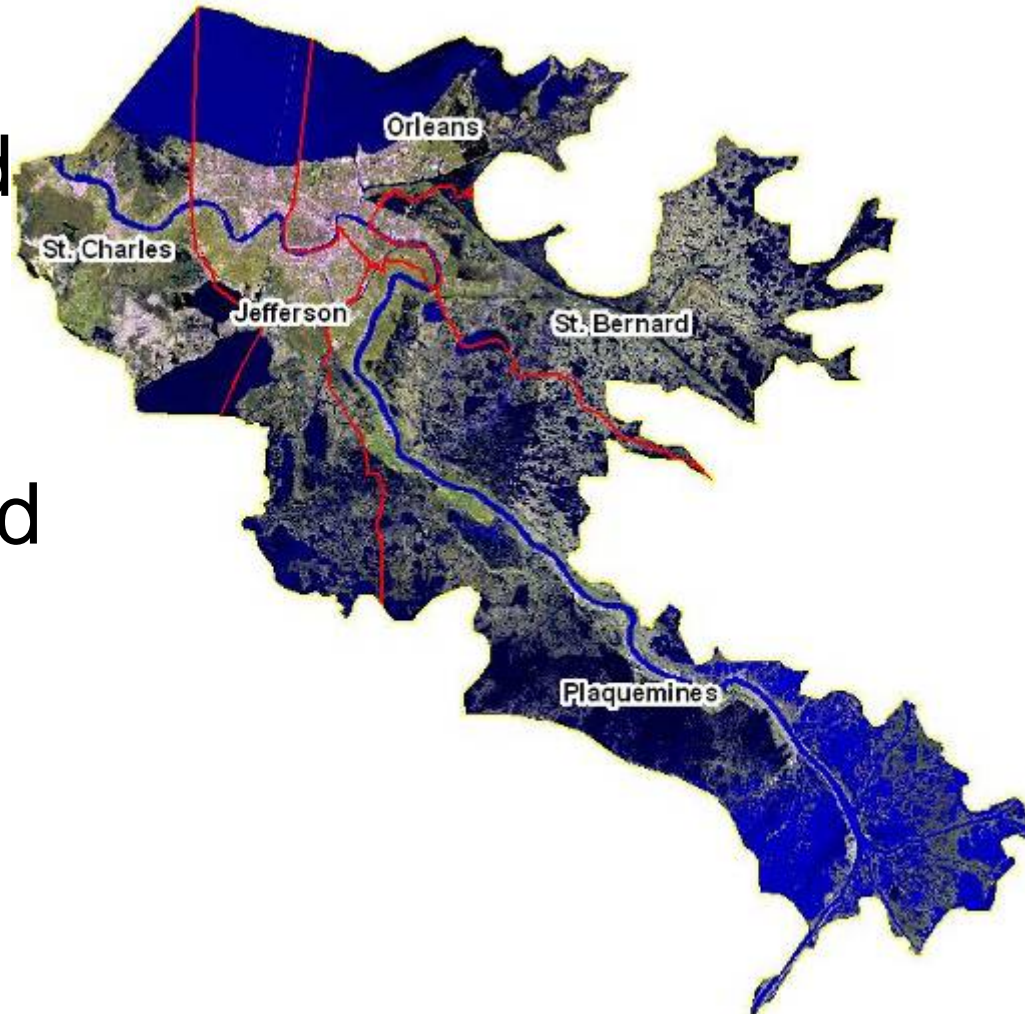 Orleans
d
St. Charles
Jefferson
St. Bernard
d
Plaquemines